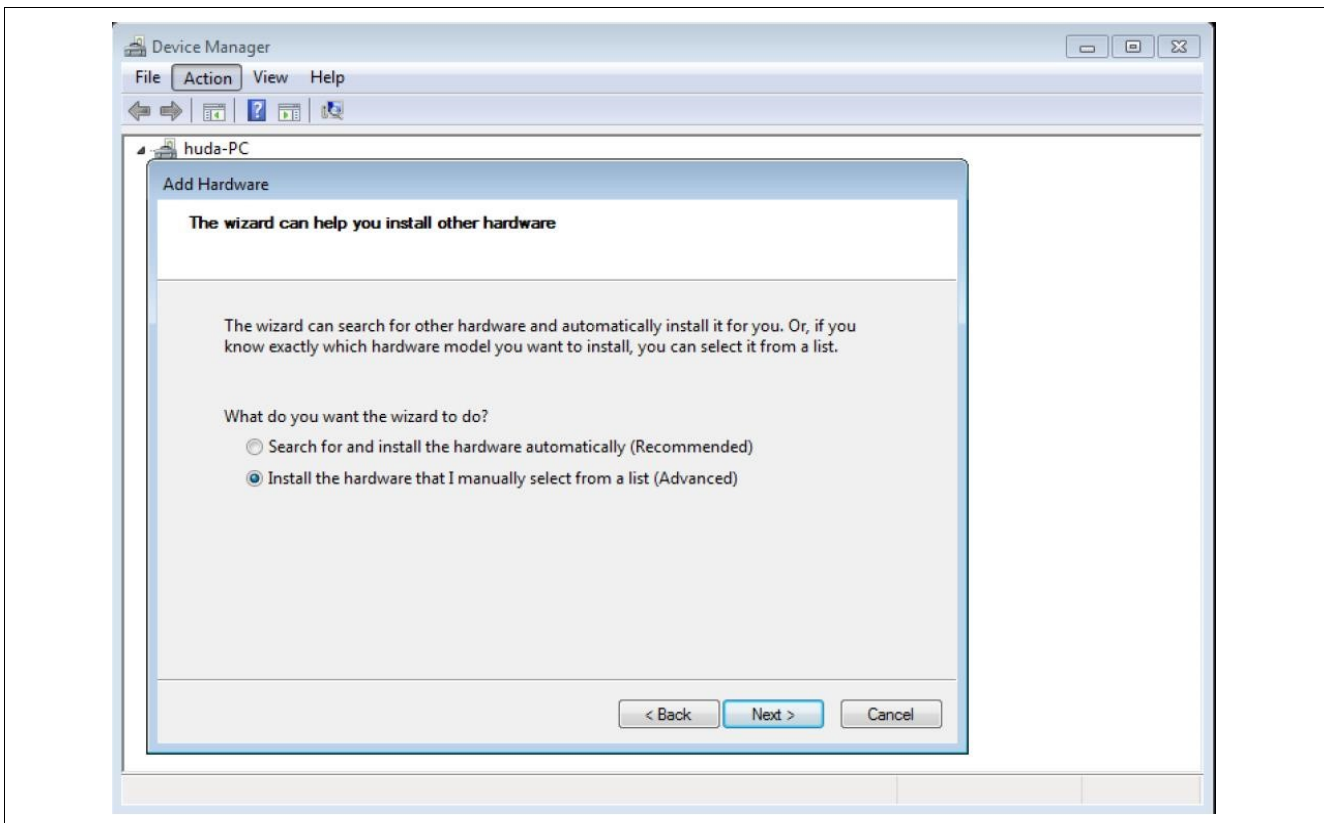 Device Manager
File Action View Help
huda-PC
Add Hardware
The wizard can help you install other hardware
The wizard can search for other hardware and automatically install it for you. Or, if you
know exactly which hardware model you want to install, you can select it from a list.
What do you want the wizard to do?
Search for and install the hardware automatically (Recommended)
Install the hardware that I manually select from a list (Advanced)
< Back Next > Cancel